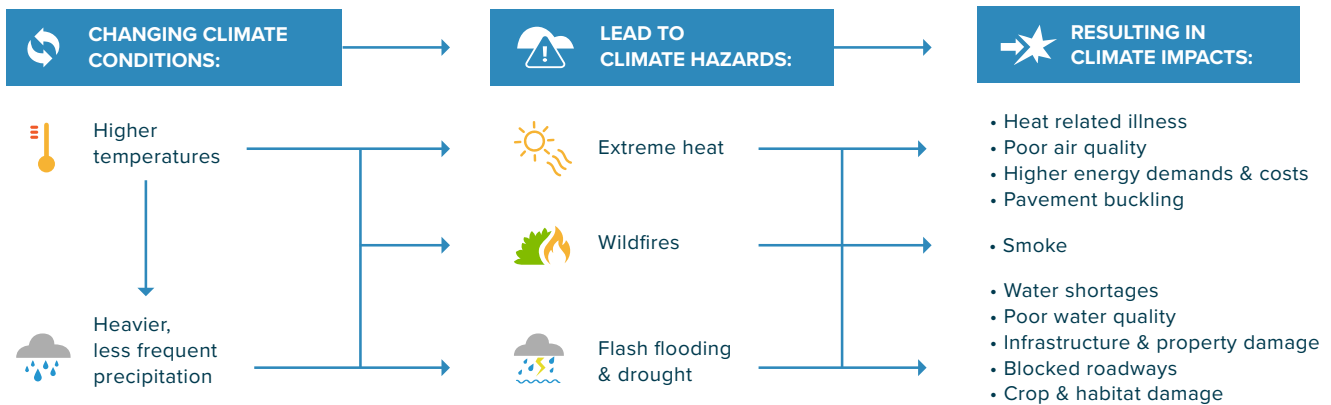 CHANGING CLIMATE
CONDITIONS:
LEAD TO
CLIMATE HAZARDS:
RESULTING IN
CLIMATE IMPACTS:
Higher
temperatures
Heavier,
less frequent
precipitation
Extreme heat
Wildfires
Flash flooding
& drought
• Heat related illness
• Poor air quality
• Higher energy demands & costs
• Pavement buckling
• Smoke
• Water shortages
• Poor water quality
• Infrastructure & property damage
• Blocked roadways
• Crop & habitat damage